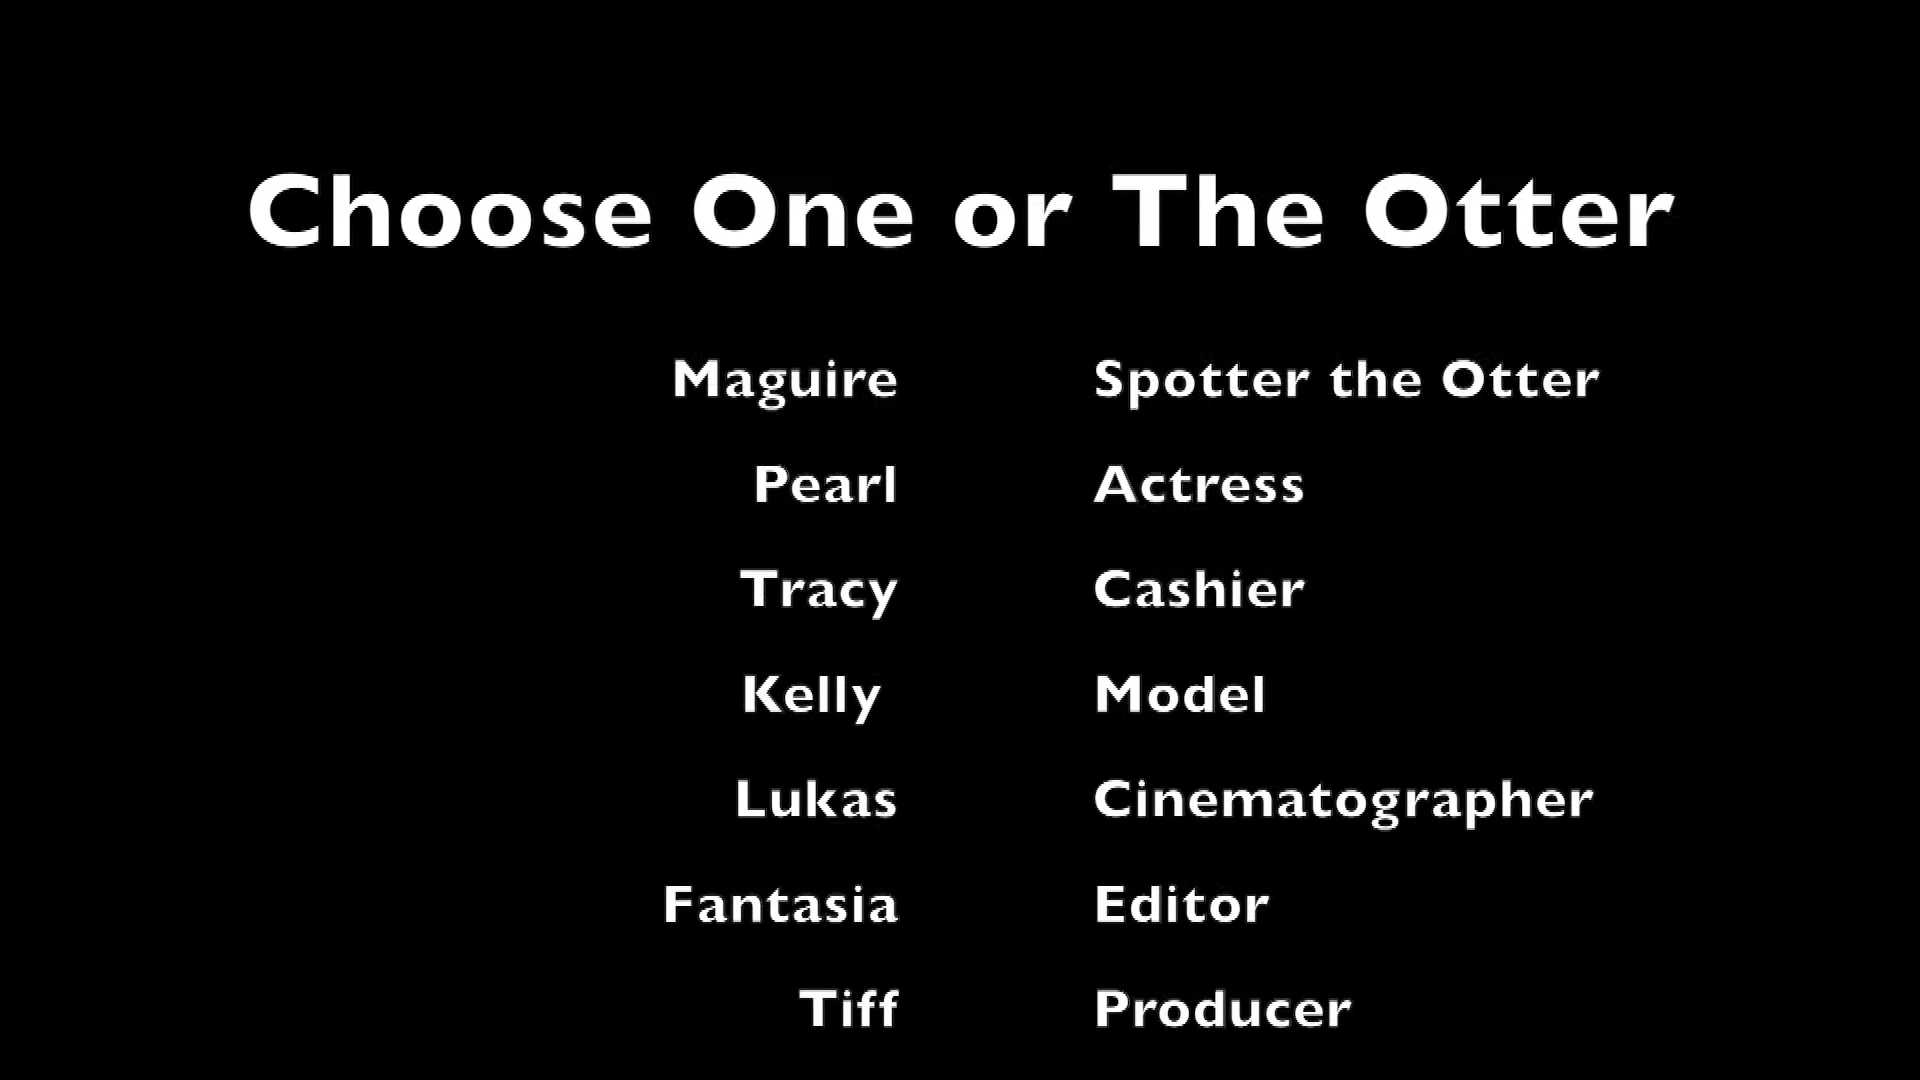 Choose One or The Otter
Maguire Spotter the Otter
Pearl Actress
Tracy Cashier
Kelly Model
Lukas Cinematographer
Fantasia Editor
Tiff Producer